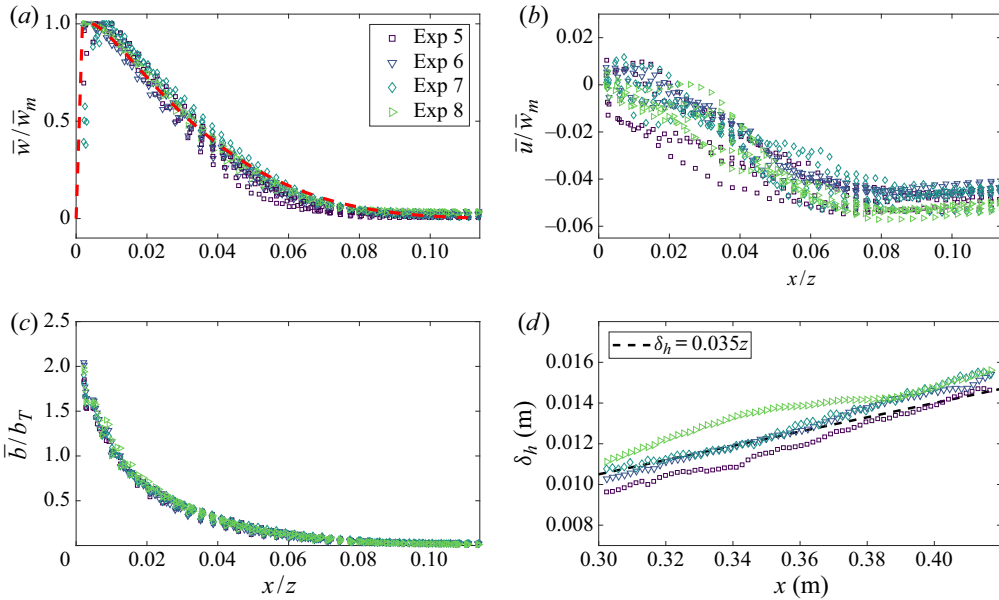 (a)
1.0
0.5
0
w̅/w̅m
Exp 5
Exp 6
Exp 7
Exp 8
0 0.02 0.04 0.06 0.08 0.10
(b)
0.02
0
−0.02
−0.04
−0.06
u̅/w̅m
0 0.02 0.04 0.06 0.08 0.10
x/z
(c)
2.5
2.0
1.5
1.0
0.5
0
b̅/bT
0.02 0.04 0.06 0.08 0.10
x/z
(d)
δh = 0.035z
0.016
0.014
0.012
0.010
0.008
δh (m)
0.30 0.32 0.34 0.36 0.38 0.40
x (m)